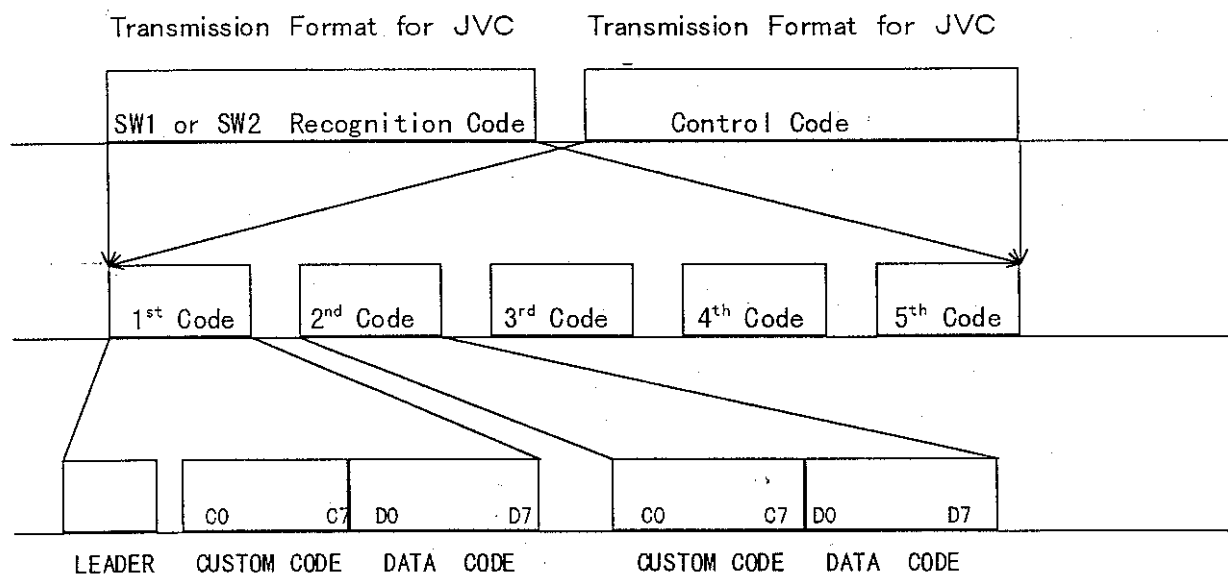 Transmission Format for JVC Transmission Format for JVC
SW1 or SW2 Recognition Code Control Code
1st Code 2nd Code 3rd Code 4th Code 5th Code
C0 C7 D0 D7 C0 C7 D0 D7
LEADER CUSTOM CODE DATA CODE CUSTOM CODE DATA CODE